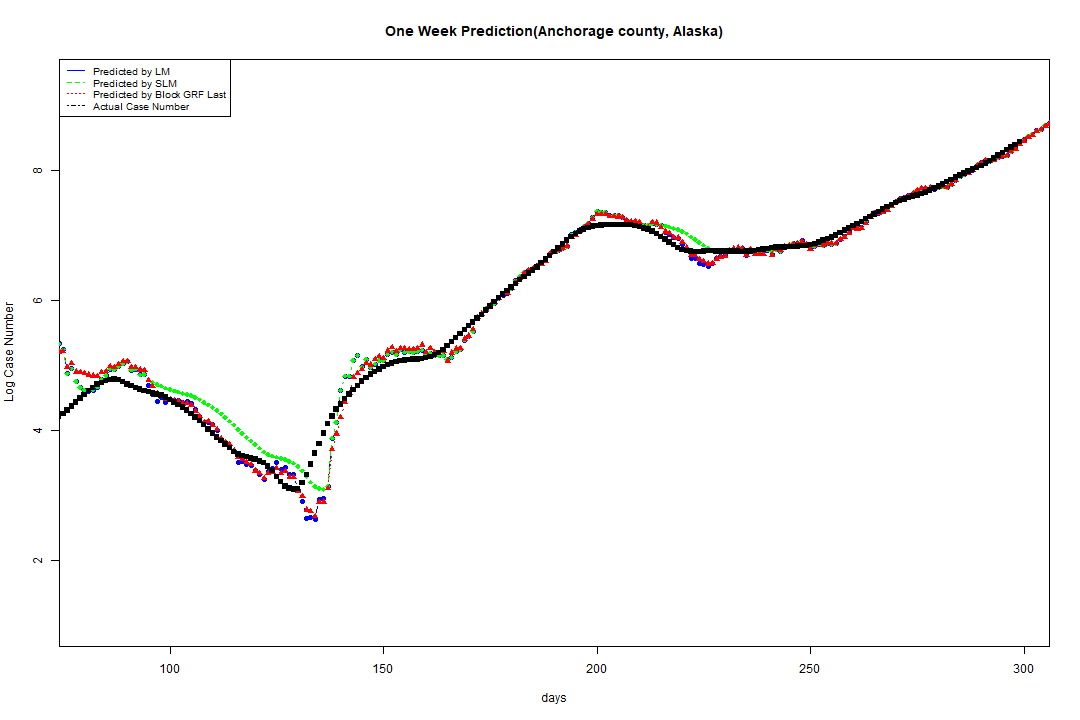 One Week Prediction(Anchorage county, Alaska)
Predicted by LM
Predicted by SLM
Predicted by Block GRF Last
Actual Case Number
Log Case Number
8
6
4
2
100 150 200 250 300
days